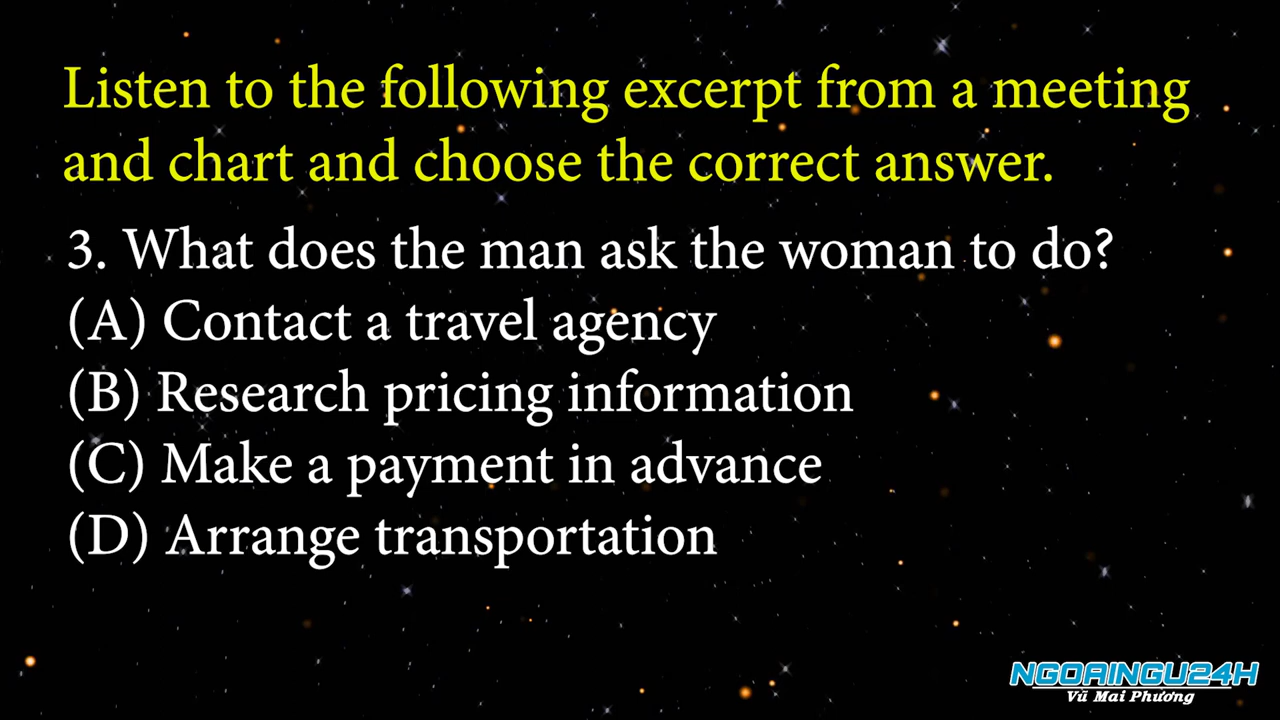 Listen to the following excerpt from a meeting
and chart and choose the correct answer.
3. What does the man ask the woman to do?
(A) Contact a travel agency
(B) Research pricing information
(C) Make a payment in advance
(D) Arrange transportation
NGOAINGU24H
Vũ Mai Phương